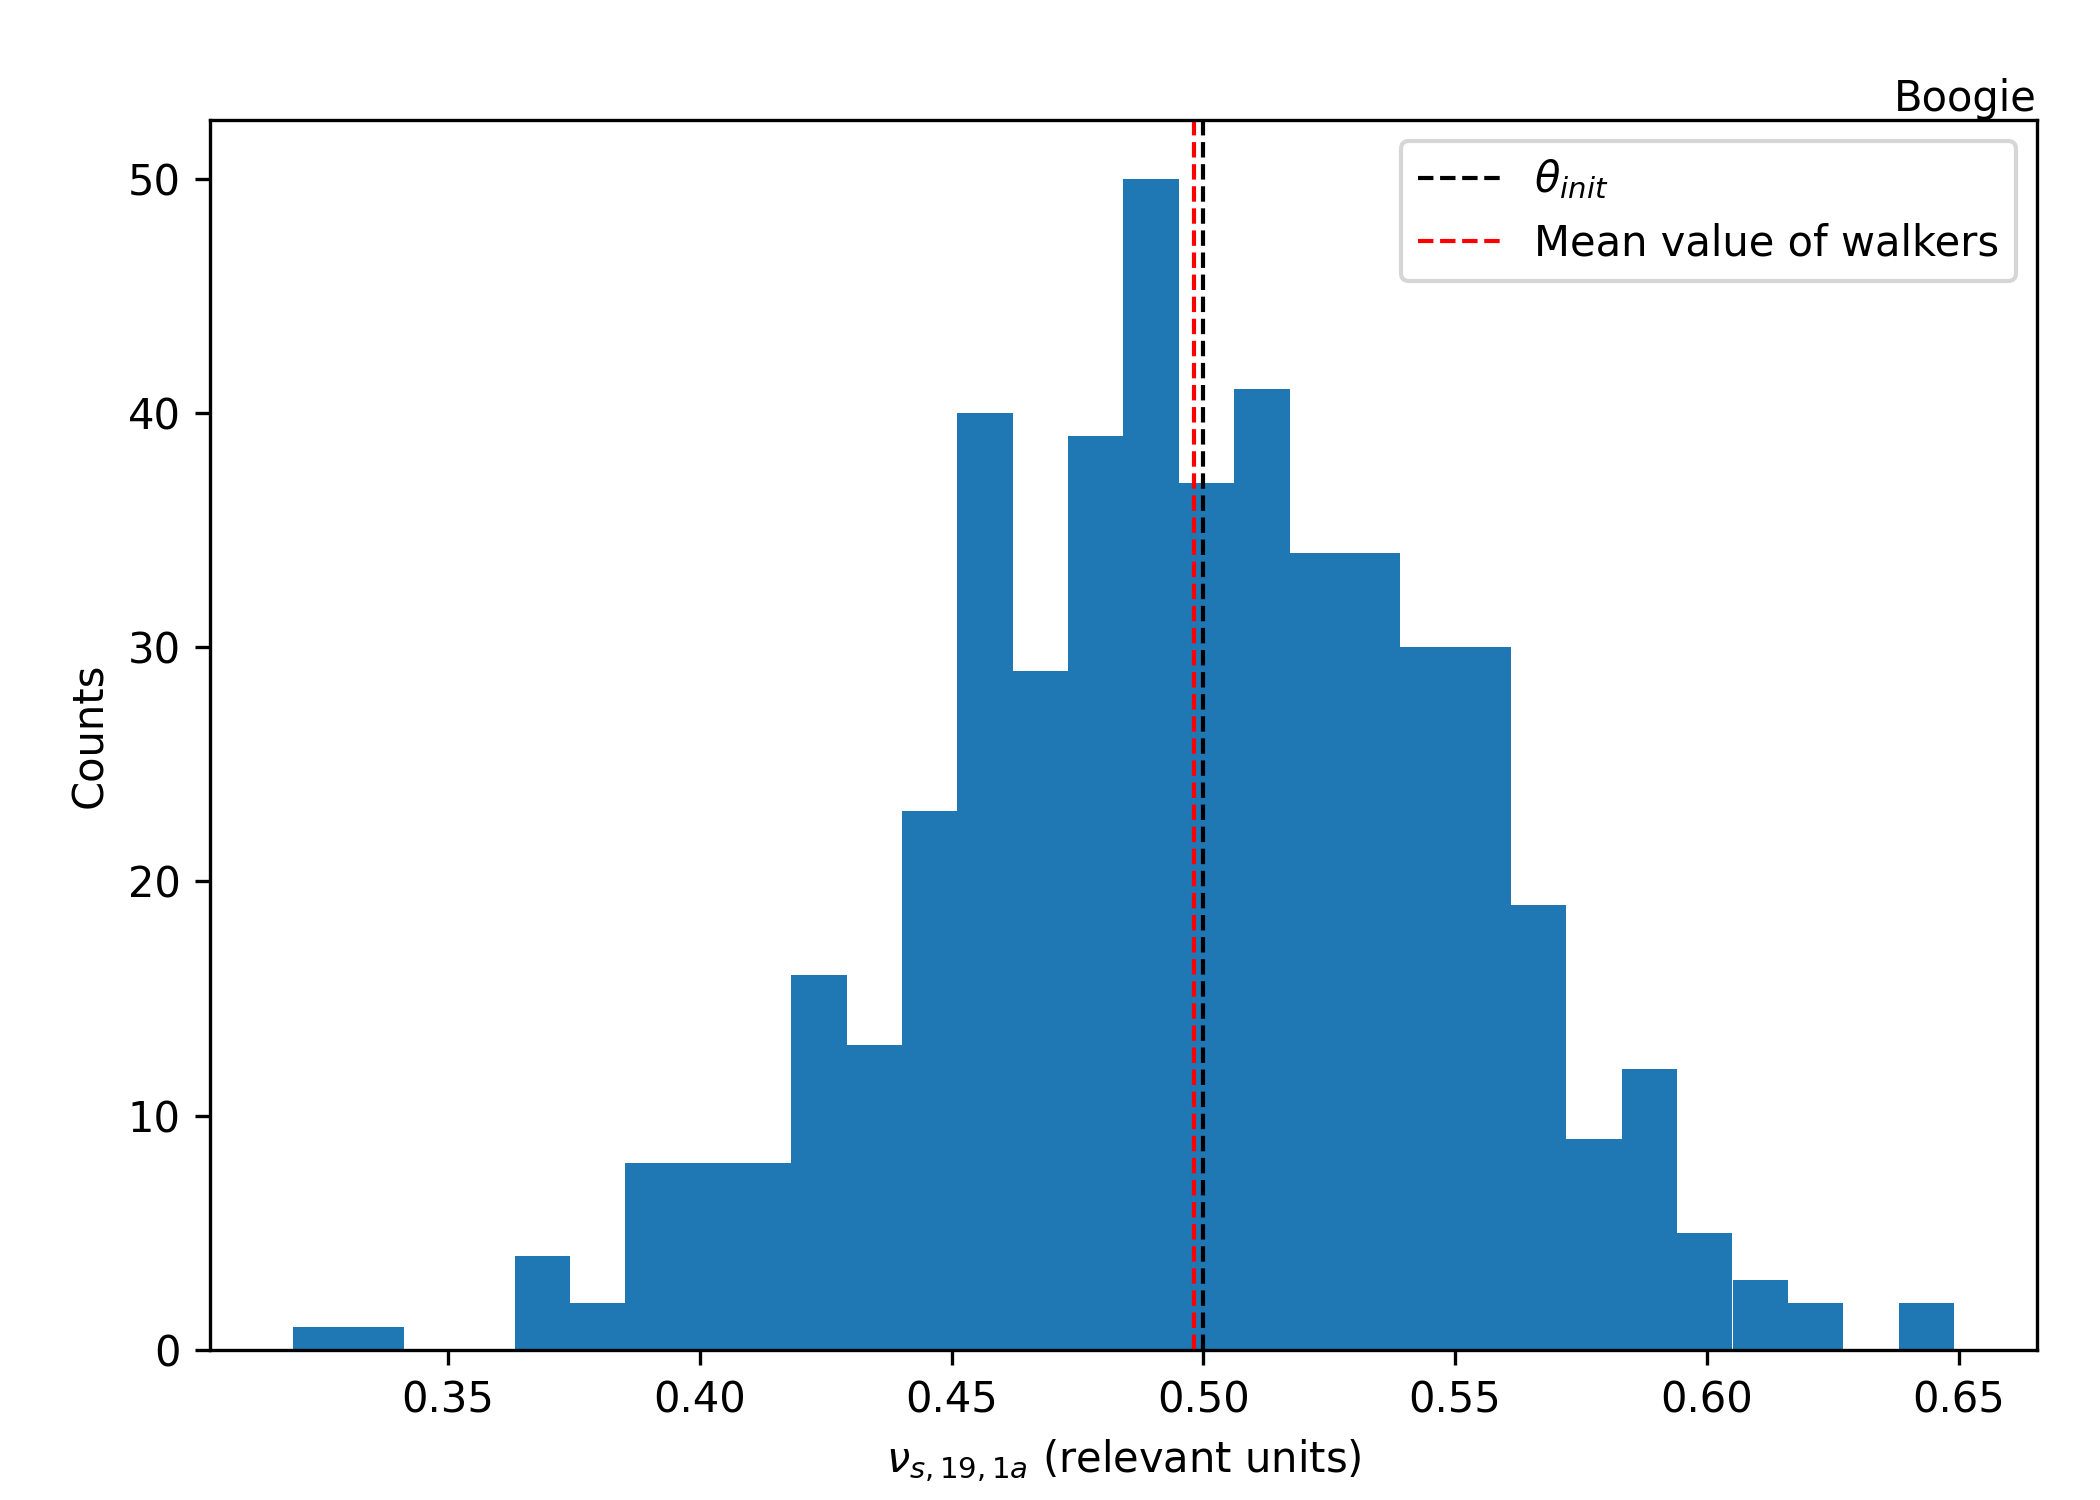 Boogie
θinit
Mean value of walkers
50
40
30
20
10
0
Counts
0.35 0.40 0.45 0.50 0.55 0.60 0.65
νs,19,1a (relevant units)